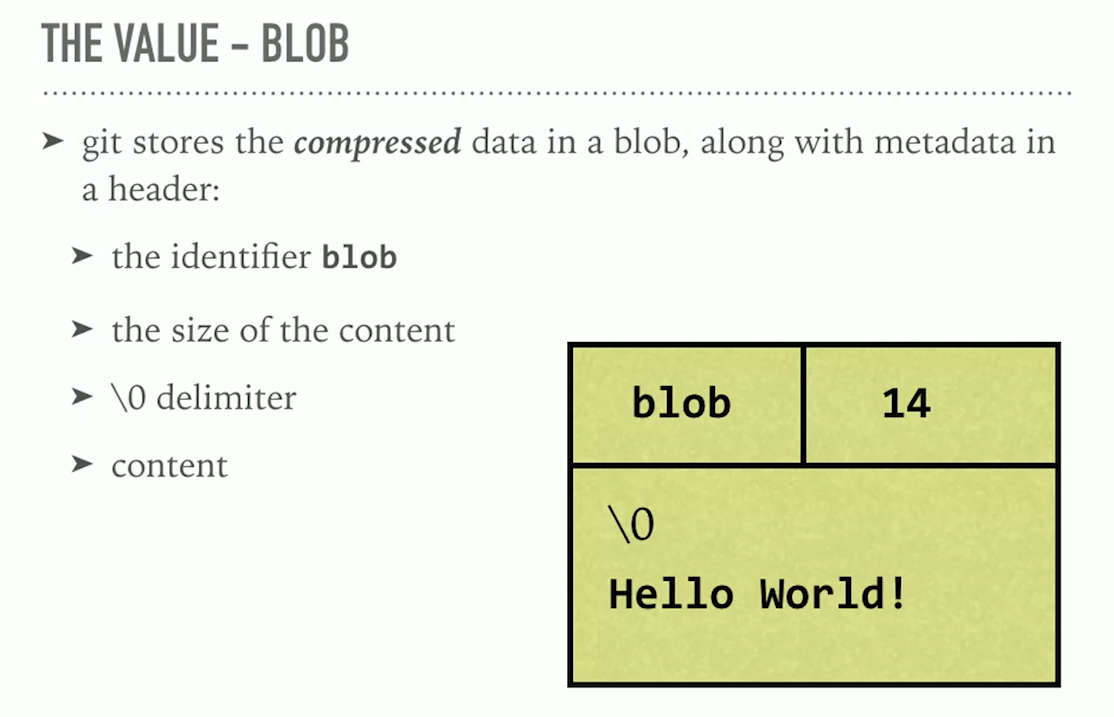 THE VALUE – BLOB
➤ git stores the compressed data in a blob, along with metadata in
a header:
➤ the identifier blob
➤ the size of the content
➤ \0 delimiter
➤ content
blob 14
\0
Hello World!